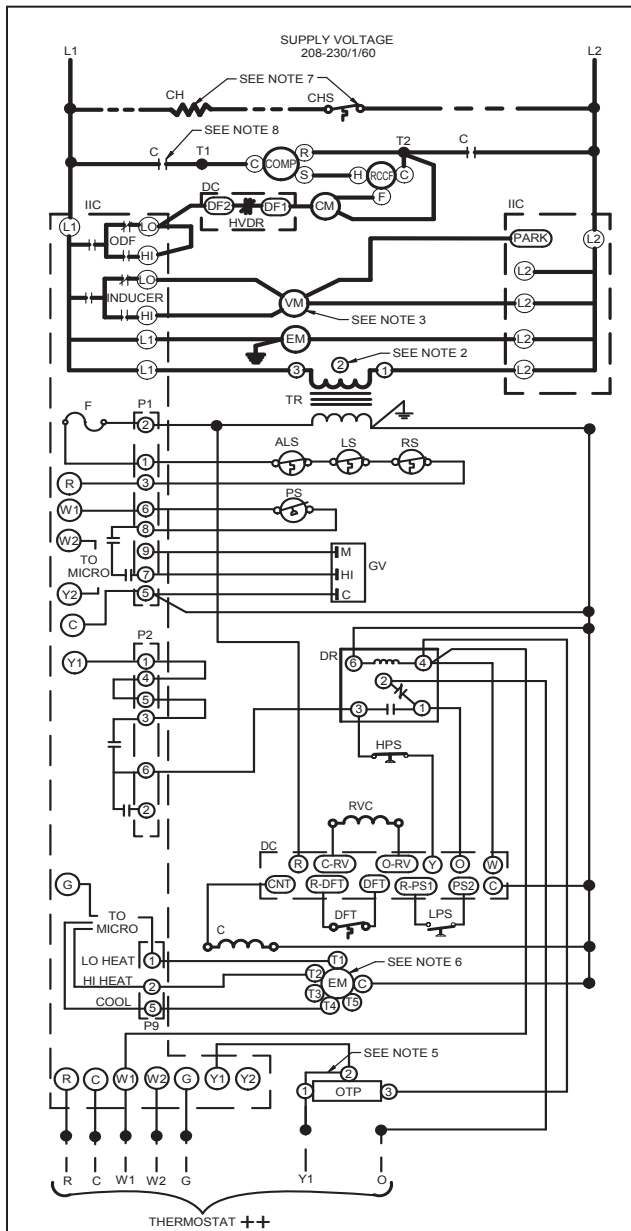 SUPPLY VOLTAGE
208-230/1/60
L1
L2
SEE NOTE 7
CH
CHS
SEE NOTE 8
C
T1
C
COMP
R
S
H
RCCF
C
F
T2
C
IIC
DC
DF2
DF1
HVDR
CM
IIC
L1
LO
ODF
HI
PARK
L2
LO
INDUCER
HI
VM
L2
L2
SEE NOTE 3
L1
EM
L2
SEE NOTE 2
L1
3
2
1
L2
TR
F
P1
2
ALS
LS
RS
1
R
3
W1
6
PS
8
W2
TO
MICRO
9
M
7
HI
GV
Y2
5
C
C
P2
Y1
1
4
5
3
6
2
DR
6
4
2
3
1
HPS
RVC
DC
R
C-RV
O-RV
Y
O
W
CNT
R-DFT
DFT
R-PS1
PS2
C
G
TO
MICRO
C
DFT
LPS
LO HEAT
1
T1
SEE NOTE 6
HI HEAT
2
T2
EM
C
T3
T5
COOL
5
T4
P9
SEE NOTE 5
R
C
W1
W2
G
Y1
Y2
2
1
OTP
3
R
C
W1
W2
G
Y1
O
THERMOSTAT ++